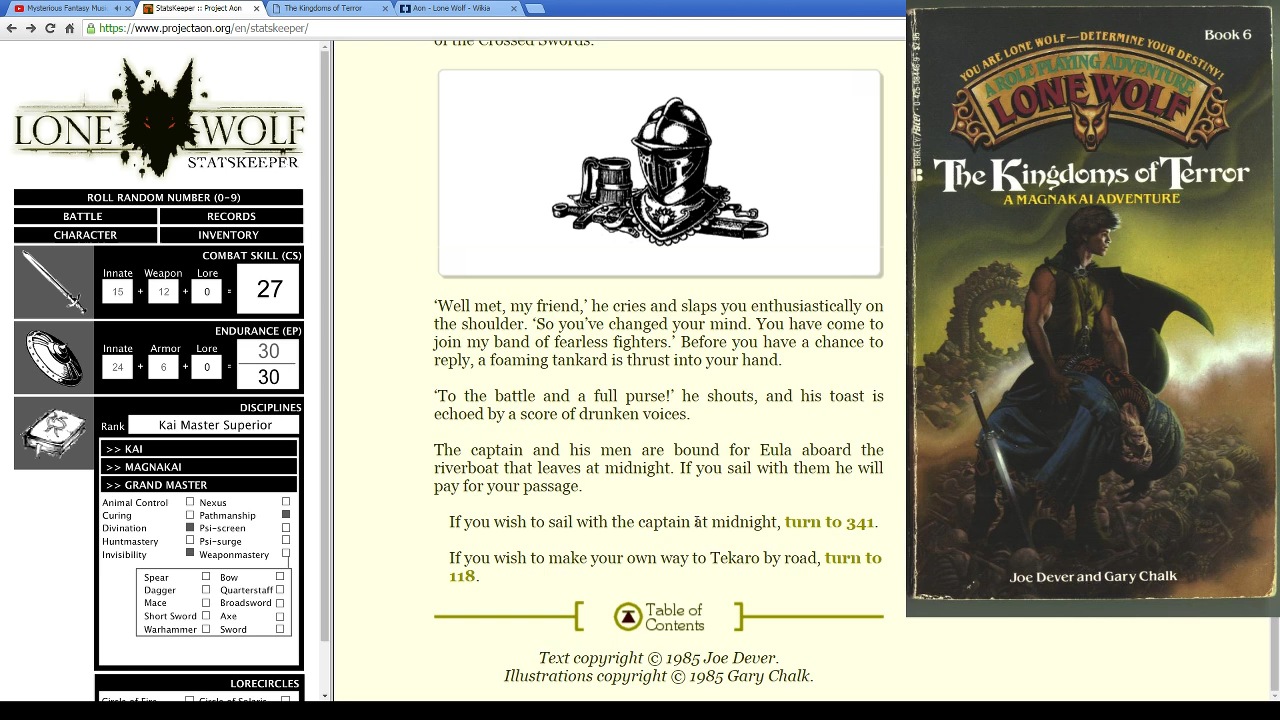 Mysterious Fantasy Musi
StatsKeeper :: Project Aon
The Kingdoms of Terror
Aon - Lone Wolf - Wikia
https://www.projectaon.org/en/statskeeper/
LONE WOLF
STATSKEEPER
ROLL RANDOM NUMBER (0-9)
BATTLE RECORDS
CHARACTER INVENTORY
COMBAT SKILL (CS)
Innate Weapon Lore
15 + 12 + 0 = 27
ENDURANCE (EP)
Innate Armor Lore
30
24 + 6 + 0 =
30
DISCIPLINES
Rank Kai Master Superior
>> KAI
>> MAGNAKAI
>> GRAND MASTER
Animal Control Nexus
Curing Pathmanship
Divination Psi-screen
Huntmastery Psi-surge
Invisibility Weaponmastery
Spear Bow
Dagger Quarterstaff
Mace Broadsword
Short Sword Axe
Warhammer Sword
LORECIRCLES
Circle of Fire Circle of Solaris
of the Crossed Swords.
‘Well met, my friend,’ he cries and slaps you enthusiastically on
the shoulder. ‘So you’ve changed your mind. You have come to
join my band of fearless fighters.’ Before you have a chance to
reply, a foaming tankard is thrust into your hand.
‘To the battle and a full purse!’ he shouts, and his toast is
echoed by a score of drunken voices.
The captain and his men are bound for Eula aboard the
riverboat that leaves at midnight. If you sail with them he will
pay for your passage.
If you wish to sail with the captain at midnight, turn to 341.
If you wish to make your own way to Tekaro by road, turn to
118.
Table of
Contents
Text copyright © 1985 Joe Dever.
Illustrations copyright © 1985 Gary Chalk.
Book 6
YOU ARE LONE WOLF—DETERMINE YOUR DESTINY!
A ROLE PLAYING ADVENTURE
LONE WOLF
The Kingdoms of Terror
A MAGNAKAI ADVENTURE
Joe Dever and Gary Chalk